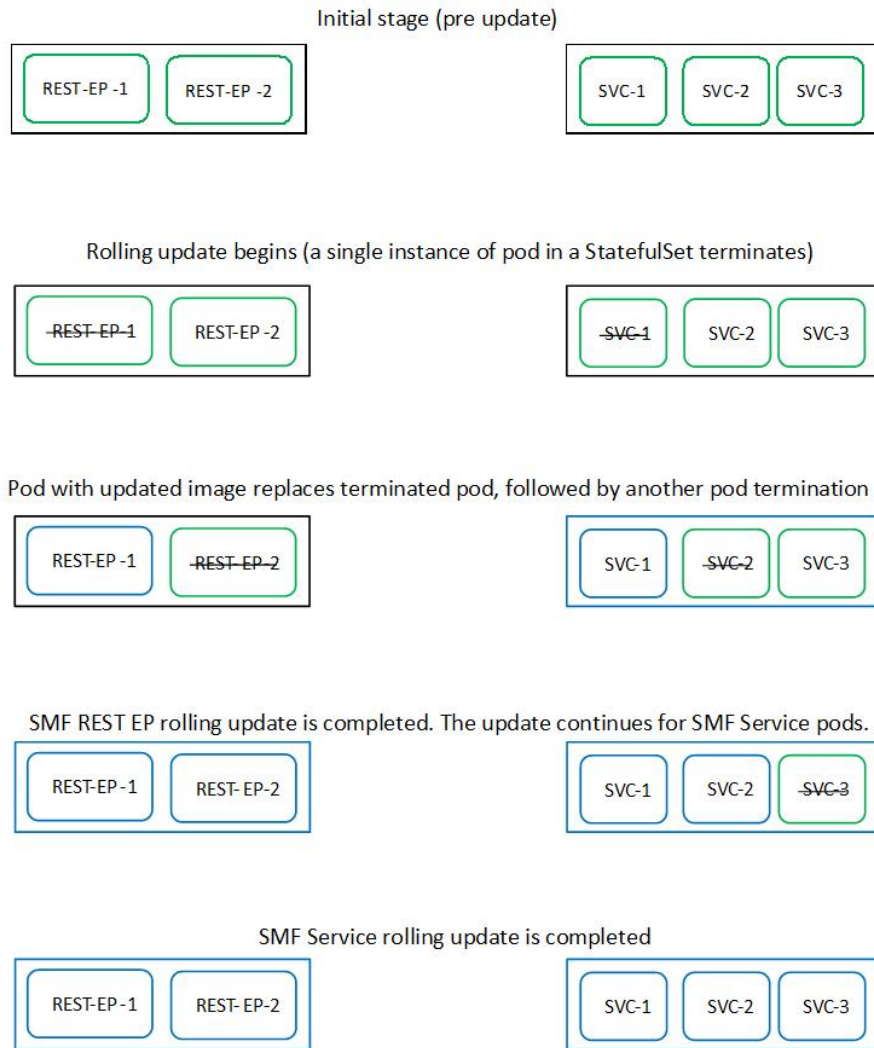 Initial stage (pre update)
REST-EP -1 REST-EP -2 SVC-1 SVC-2 SVC-3
Rolling update begins (a single instance of pod in a StatefulSet terminates)
REST- EP-1 REST-EP -2 SVC-1 SVC-2 SVC-3
Pod with updated image replaces terminated pod, followed by another pod termination
REST-EP -1 REST- EP-2 SVC-1 SVC-2 SVC-3
SMF REST EP rolling update is completed. The update continues for SMF Service pods.
REST-EP -1 REST- EP-2 SVC-1 SVC-2 SVC-3
SMF Service rolling update is completed
REST-EP -1 REST- EP-2 SVC-1 SVC-2 SVC-3